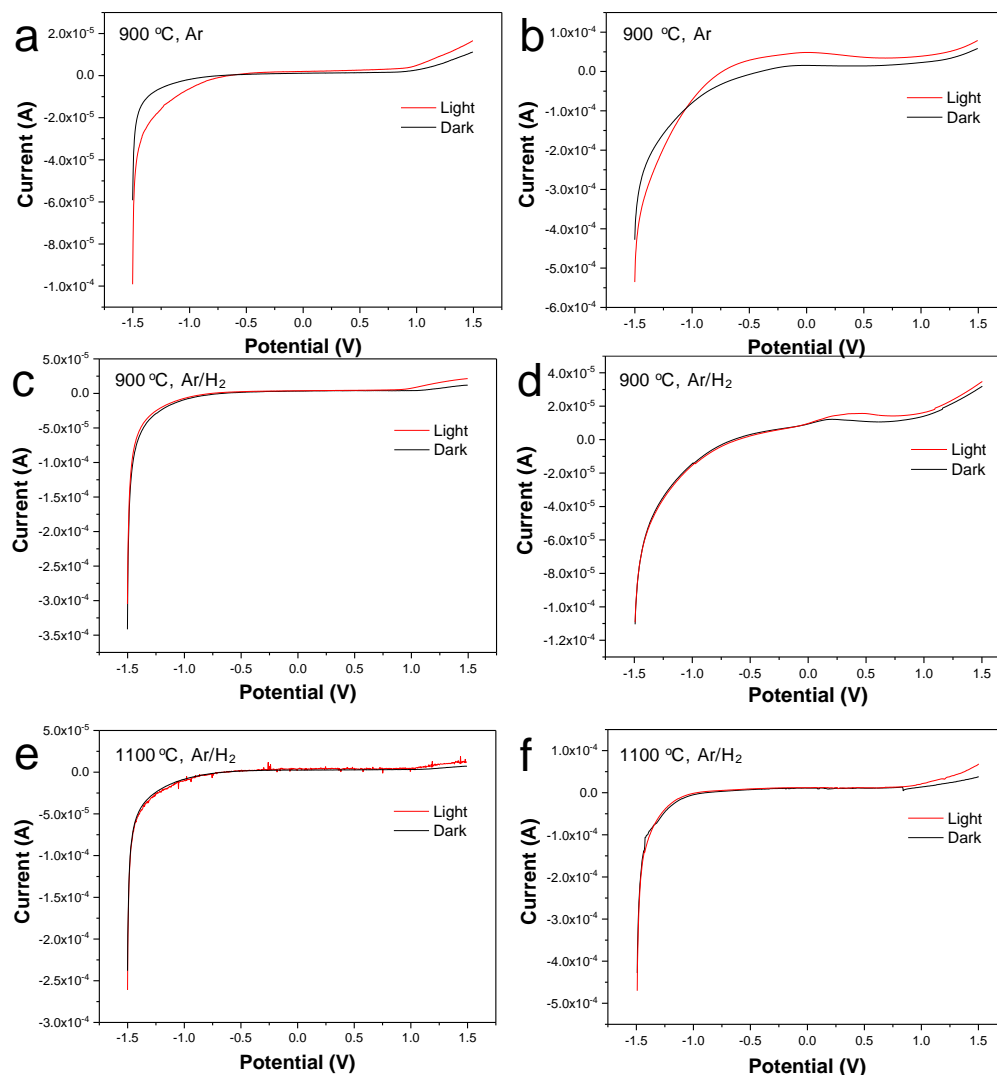 a
900 ºC, Ar
2.0x10⁻⁵
0.0
-2.0x10⁻⁵
-4.0x10⁻⁵
-6.0x10⁻⁵
-8.0x10⁻⁵
-1.0x10⁻⁴
Current (A)
Light
Dark
-1.5 -1.0 -0.5 0.0 0.5 1.0 1.5
Potential (V)
b
900 ºC, Ar
1.0x10⁻⁴
0.0
-1.0x10⁻⁴
-2.0x10⁻⁴
-3.0x10⁻⁴
-4.0x10⁻⁴
-5.0x10⁻⁴
-6.0x10⁻⁴
Current (A)
Light
Dark
-1.5 -1.0 -0.5 0.0 0.5 1.0 1.5
Potential (V)
c
900 ºC, Ar/H₂
5.0x10⁻⁵
0.0
-5.0x10⁻⁵
-1.0x10⁻⁴
-1.5x10⁻⁴
-2.0x10⁻⁴
-2.5x10⁻⁴
-3.0x10⁻⁴
-3.5x10⁻⁴
Current (A)
Light
Dark
-1.5 -1.0 -0.5 0.0 0.5 1.0 1.5
Potential (V)
d
900 ºC, Ar/H₂
4.0x10⁻⁵
2.0x10⁻⁵
0.0
-2.0x10⁻⁵
-4.0x10⁻⁵
-6.0x10⁻⁵
-8.0x10⁻⁵
-1.0x10⁻⁴
-1.2x10⁻⁴
Current (A)
Light
Dark
-1.5 -1.0 -0.5 0.0 0.5 1.0 1.5
Potential (V)
e
1100 ºC, Ar/H₂
5.0x10⁻⁵
0.0
-5.0x10⁻⁵
-1.0x10⁻⁴
-1.5x10⁻⁴
-2.0x10⁻⁴
-2.5x10⁻⁴
-3.0x10⁻⁴
Current (A)
Light
Dark
-1.5 -1.0 -0.5 0.0 0.5 1.0 1.5
Potential (V)
f
1100 ºC, Ar/H₂
1.0x10⁻⁴
0.0
-1.0x10⁻⁴
-2.0x10⁻⁴
-3.0x10⁻⁴
-4.0x10⁻⁴
-5.0x10⁻⁴
Current (A)
Light
Dark
-1.5 -1.0 -0.5 0.0 0.5 1.0 1.5
Potential (V)